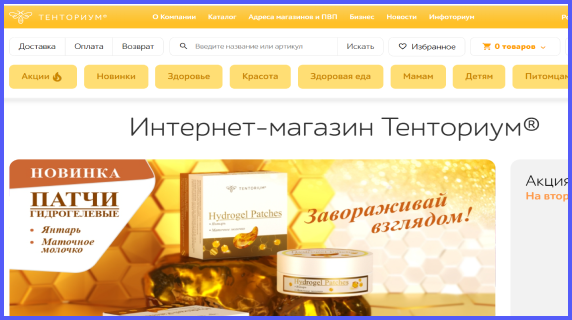 ТЕНТОРИУМ® О Компании Каталог Адреса магазинов и ПВП Бизнес Новости Инфоториум
Доставка Оплата Возврат Введите название или артикул Искать Избранное 0 товаров
Акции Новинки Здоровье Красота Здоровая еда Мамам Детям Питомцам
Интернет-магазин Тенториум®
НОВИНКА
ПАТЧИ
ГИДРОГЕЛЕВЫЕ
• Янтарь
• Маточное
молочко
ТЕНТОРИУМ®
Hydrogel Patches
Завораживай
взглядом!
Hydrogel Patches
Акция
На втор